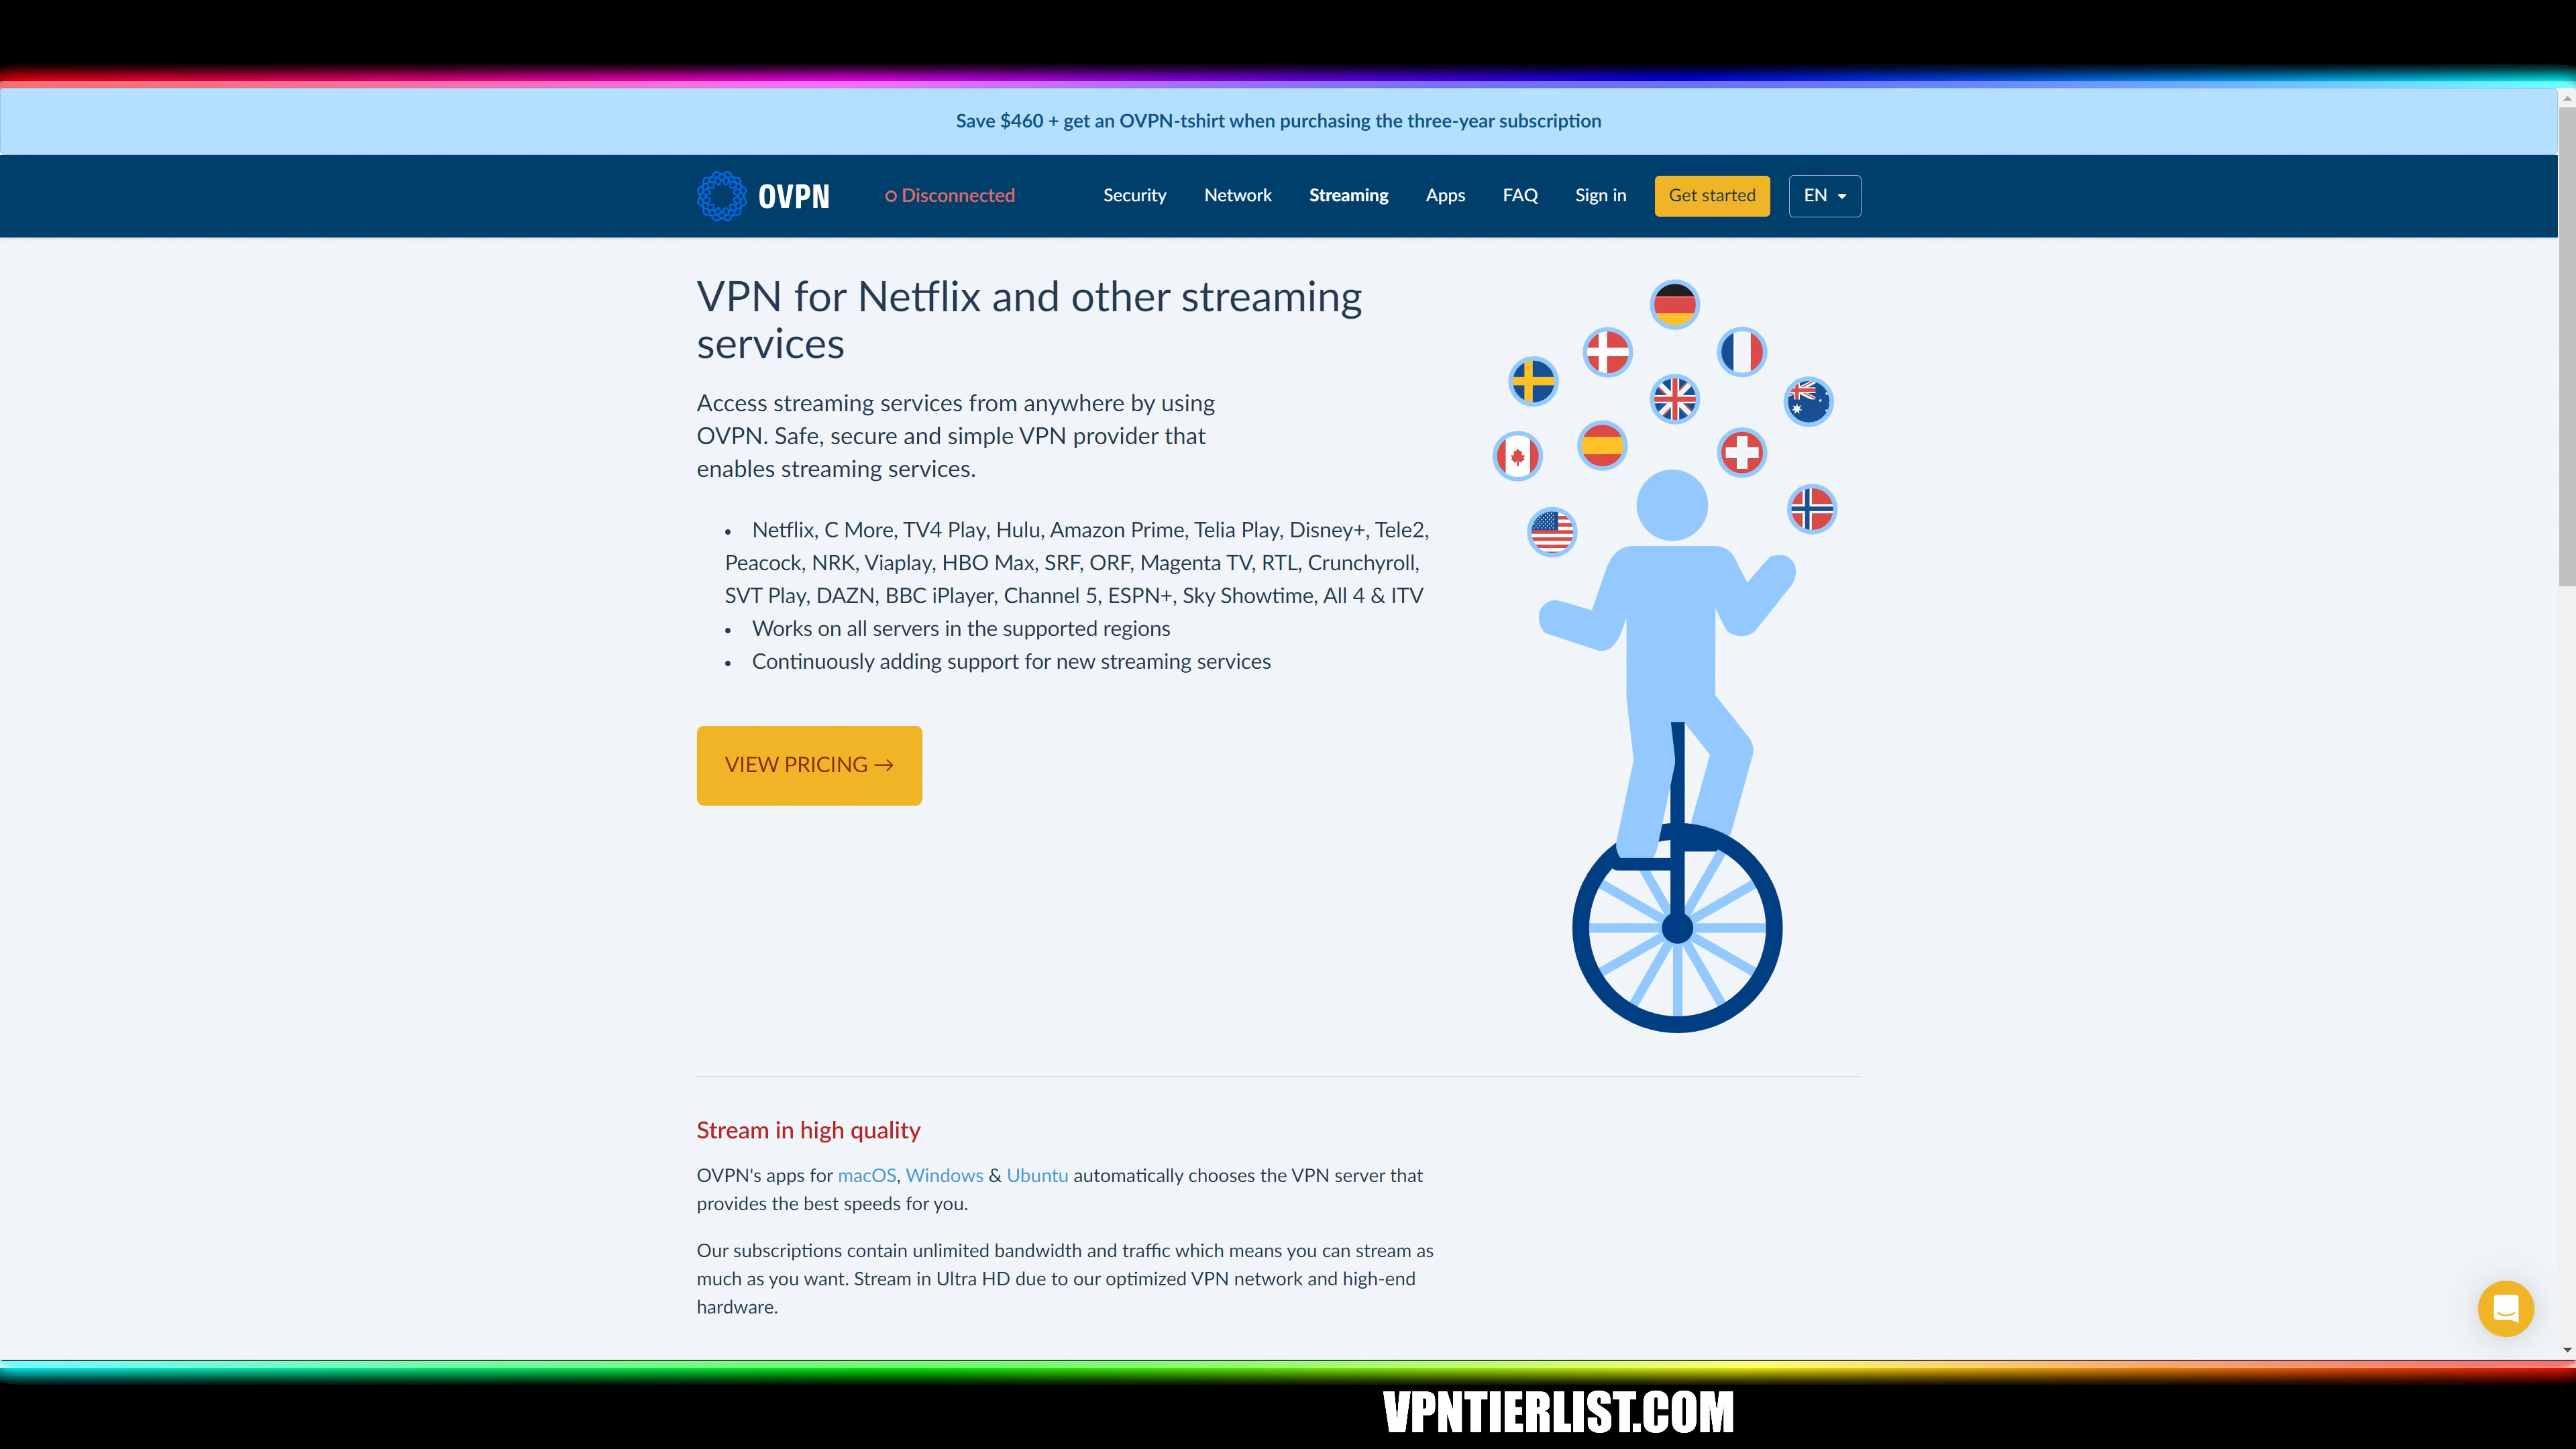 Save $460 + get an OVPN-tshirt when purchasing the three-year subscription
OVPN
Disconnected
Security
Network
Streaming
Apps
FAQ
Sign in
Get started
EN
VPN for Netflix and other streaming
services
Access streaming services from anywhere by using
OVPN. Safe, secure and simple VPN provider that
enables streaming services.
• Netflix, C More, TV4 Play, Hulu, Amazon Prime, Telia Play, Disney+, Tele2,
Peacock, NRK, Viaplay, HBO Max, SRF, ORF, Magenta TV, RTL, Crunchyroll,
SVT Play, DAZN, BBC iPlayer, Channel 5, ESPN+, Sky Showtime, All 4 & ITV
• Works on all servers in the supported regions
• Continuously adding support for new streaming services
VIEW PRICING →
Stream in high quality
OVPN's apps for macOS, Windows & Ubuntu automatically chooses the VPN server that
provides the best speeds for you.
Our subscriptions contain unlimited bandwidth and traffic which means you can stream as
much as you want. Stream in Ultra HD due to our optimized VPN network and high-end
hardware.
VPNTIERLIST.COM